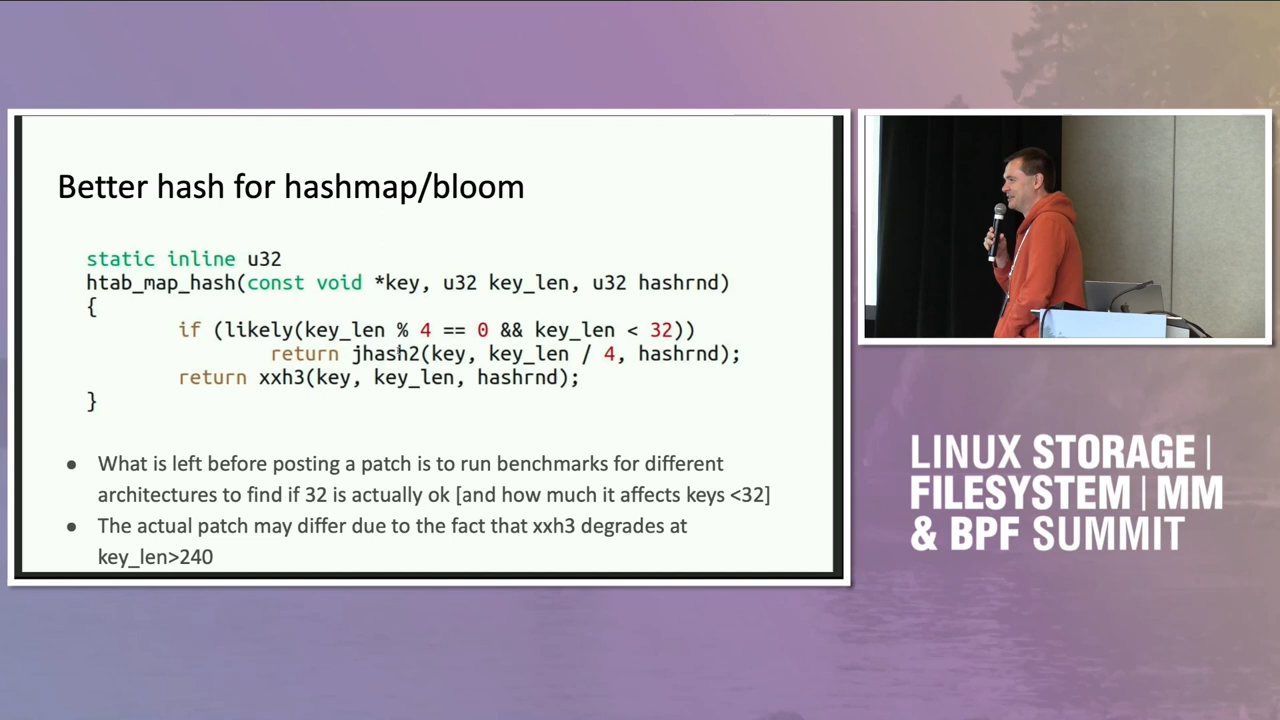 Better hash for hashmap/bloom
static inline u32
htab_map_hash(const void *key, u32 key_len, u32 hashrnd)
{
if (likely(key_len % 4 == 0 && key_len < 32))
return jhash2(key, key_len / 4, hashrnd);
return xxh3(key, key_len, hashrnd);
}
● What is left before posting a patch is to run benchmarks for different
architectures to find if 32 is actually ok [and how much it affects keys <32]
● The actual patch may differ due to the fact that xxh3 degrades at
key_len>240
LINUX STORAGE |
FILESYSTEM | MM
& BPF SUMMIT